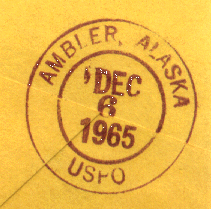 AMBLER, ALASKA
DEC
6
1965
USPO